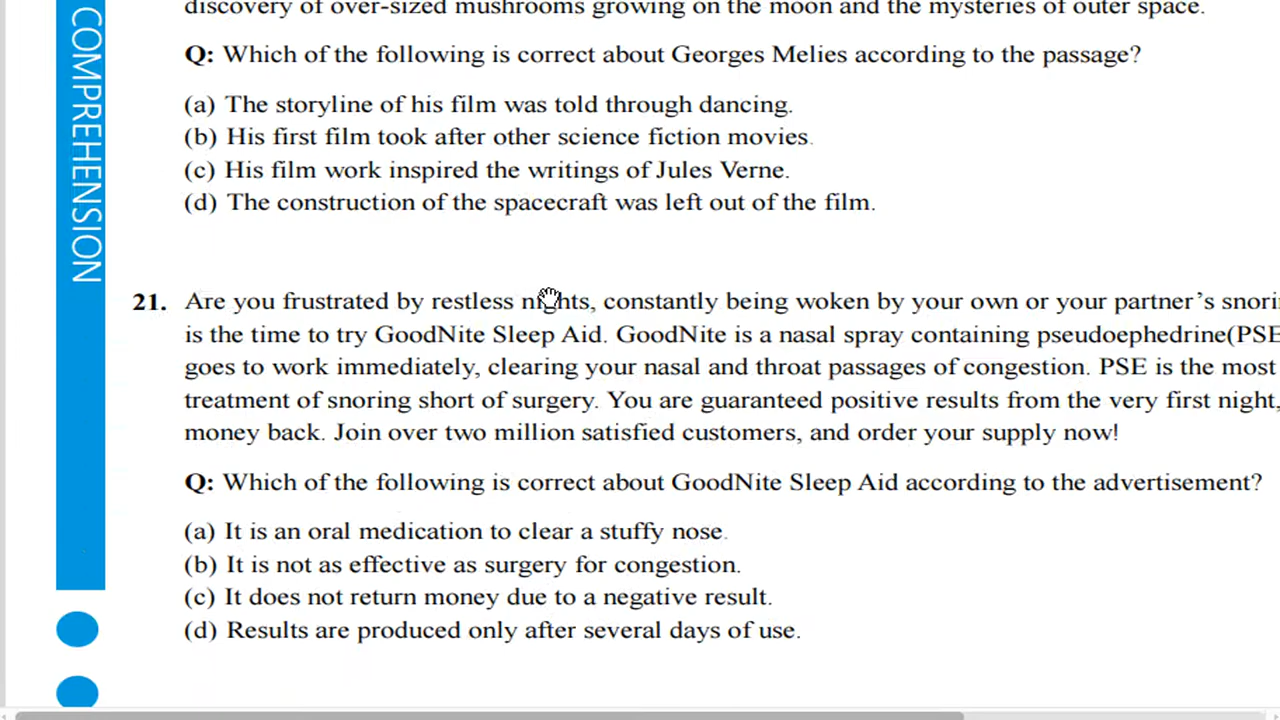 COMPREHENSION
discovery of over-sized mushrooms growing on the moon and the mysteries of outer space.
Q: Which of the following is correct about Georges Melies according to the passage?
(a) The storyline of his film was told through dancing.
(b) His first film took after other science fiction movies.
(c) His film work inspired the writings of Jules Verne.
(d) The construction of the spacecraft was left out of the film.
21. Are you frustrated by restless nights, constantly being woken by your own or your partner’s
is the time to try GoodNite Sleep Aid. GoodNite is a nasal spray containing pseudoephedrine(PSE
goes to work immediately, clearing your nasal and throat passages of congestion. PSE is the most
treatment of snoring short of surgery. You are guaranteed positive results from the very first night,
money back. Join over two million satisfied customers, and order your supply now!
Q: Which of the following is correct about GoodNite Sleep Aid according to the advertisement?
(a) It is an oral medication to clear a stuffy nose.
(b) It is not as effective as surgery for congestion.
(c) It does not return money due to a negative result.
(d) Results are produced only after several days of use.